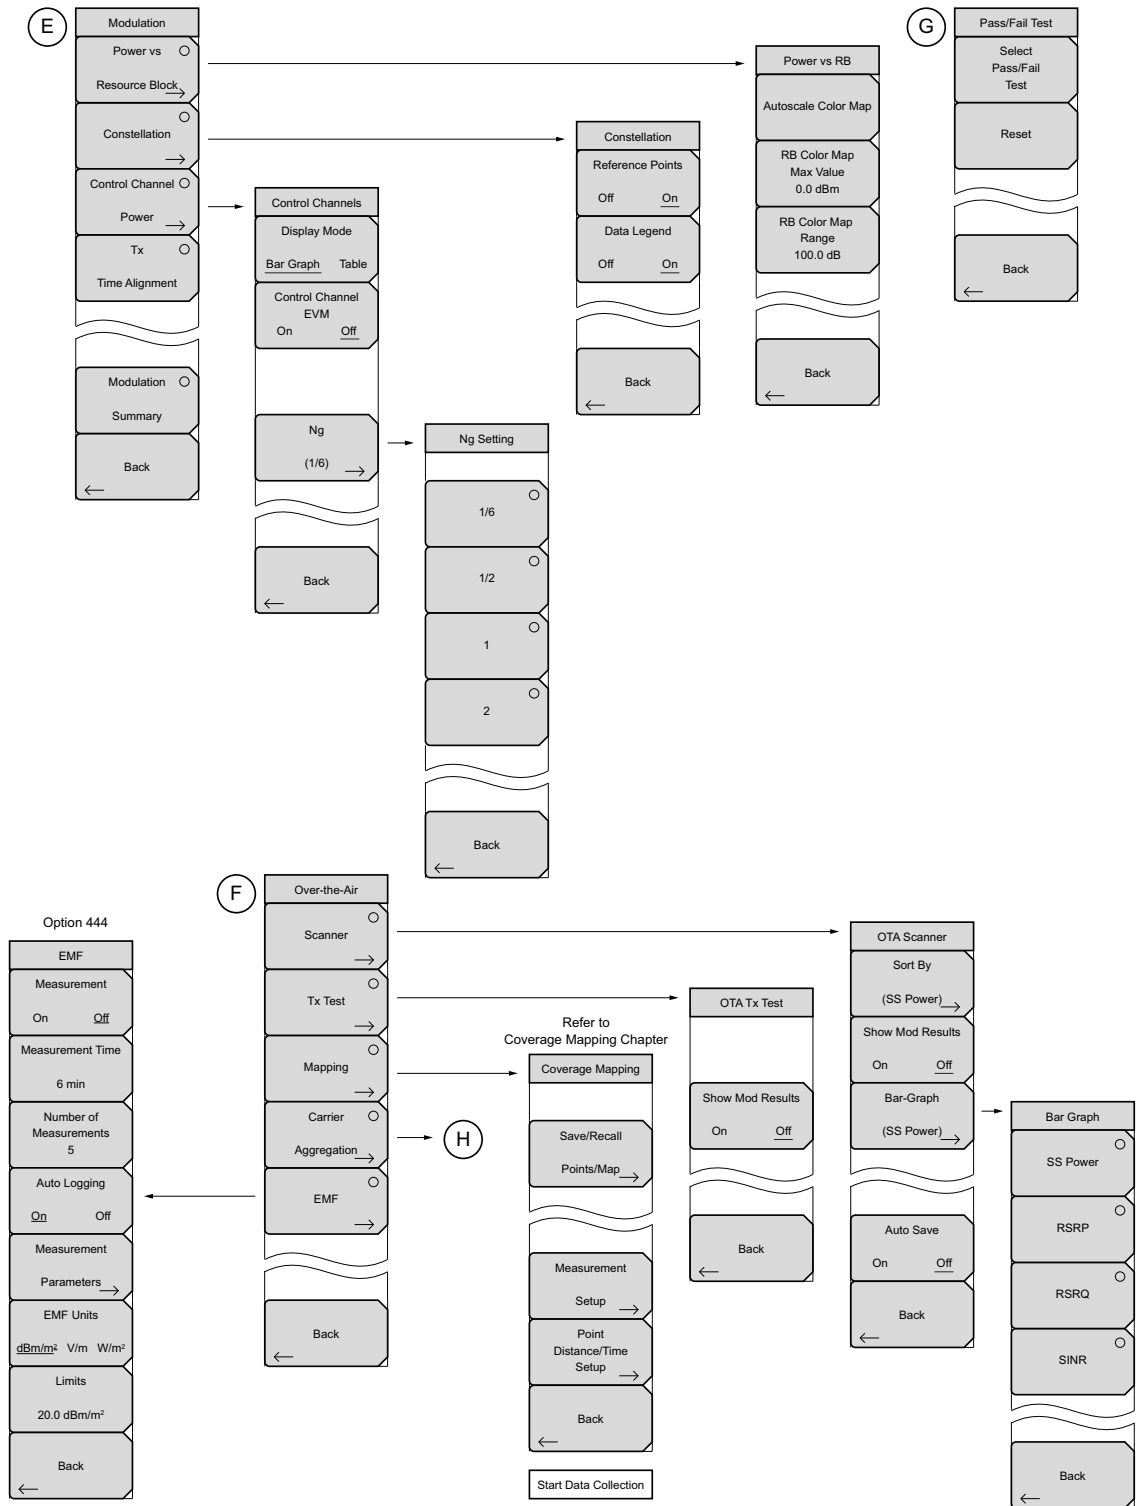 E
Modulation
Power vs
Resource Block
Constellation
Control Channel
Power
Tx
Time Alignment
Modulation
Summary
Back
Control Channels
Display Mode
Bar Graph Table
Control Channel
EVM
On Off
Ng
(1/6)
Back
Ng Setting
1/6
1/2
1
2
Back
Constellation
Reference Points
Off On
Data Legend
Off On
Back
Power vs RB
Autoscale Color Map
RB Color Map
Max Value
0.0 dBm
RB Color Map
Range
100.0 dB
Back
G
Pass/Fail Test
Select
Pass/Fail
Test
Reset
Back
Option 444
EMF
Measurement
On Off
Measurement Time
6 min
Number of
Measurements
5
Auto Logging
On Off
Measurement
Parameters
EMF Units
dBm/m² V/m W/m²
Limits
20.0 dBm/m²
Back
F
Over-the-Air
Scanner
Tx Test
Mapping
Carrier
Aggregation
EMF
Back
H
Refer to
Coverage Mapping Chapter
Coverage Mapping
Save/Recall
Points/Map
Measurement
Setup
Point
Distance/Time
Setup
Back
Start Data Collection
OTA Tx Test
Show Mod Results
On Off
Back
OTA Scanner
Sort By
(SS Power)
Show Mod Results
On Off
Bar-Graph
(SS Power)
Auto Save
On Off
Back
Bar Graph
SS Power
RSRP
RSRQ
SINR
Back